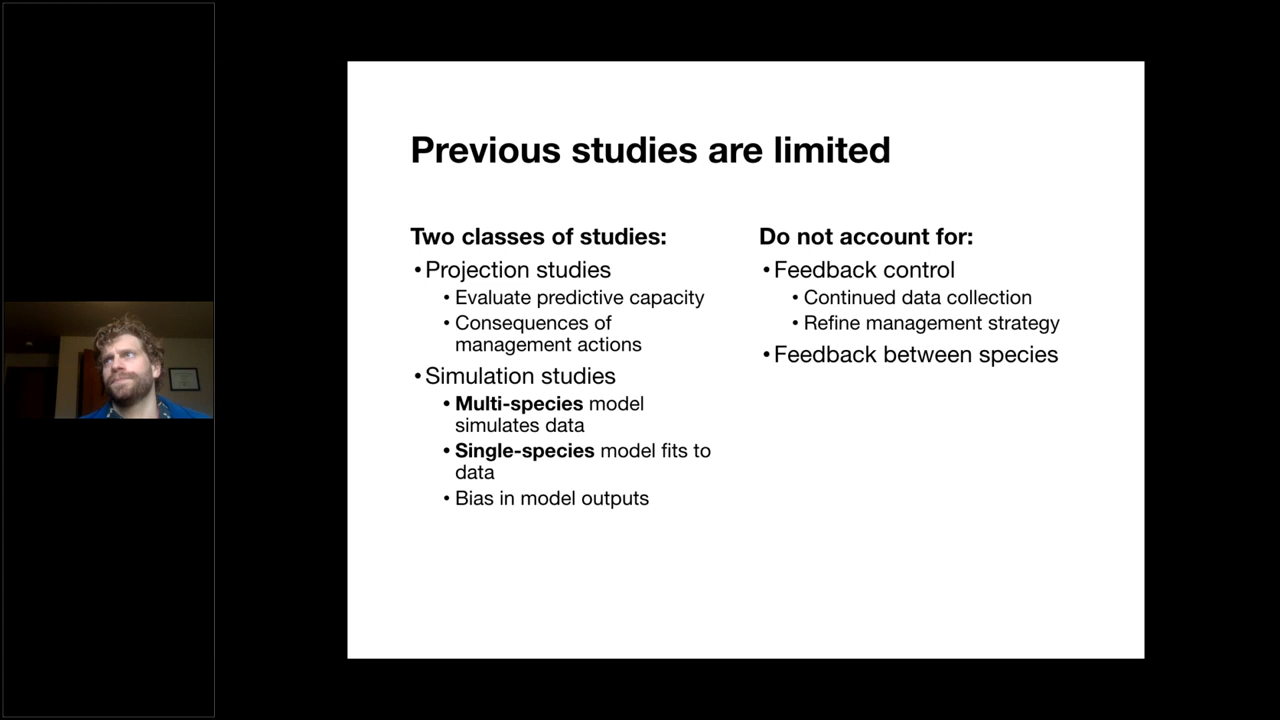 Previous studies are limited
Two classes of studies:
•Projection studies
• Evaluate predictive capacity
• Consequences of
management actions
•Simulation studies
• Multi-species model
simulates data
• Single-species model fits to
data
• Bias in model outputs
Do not account for:
•Feedback control
• Continued data collection
• Refine management strategy
•Feedback between species